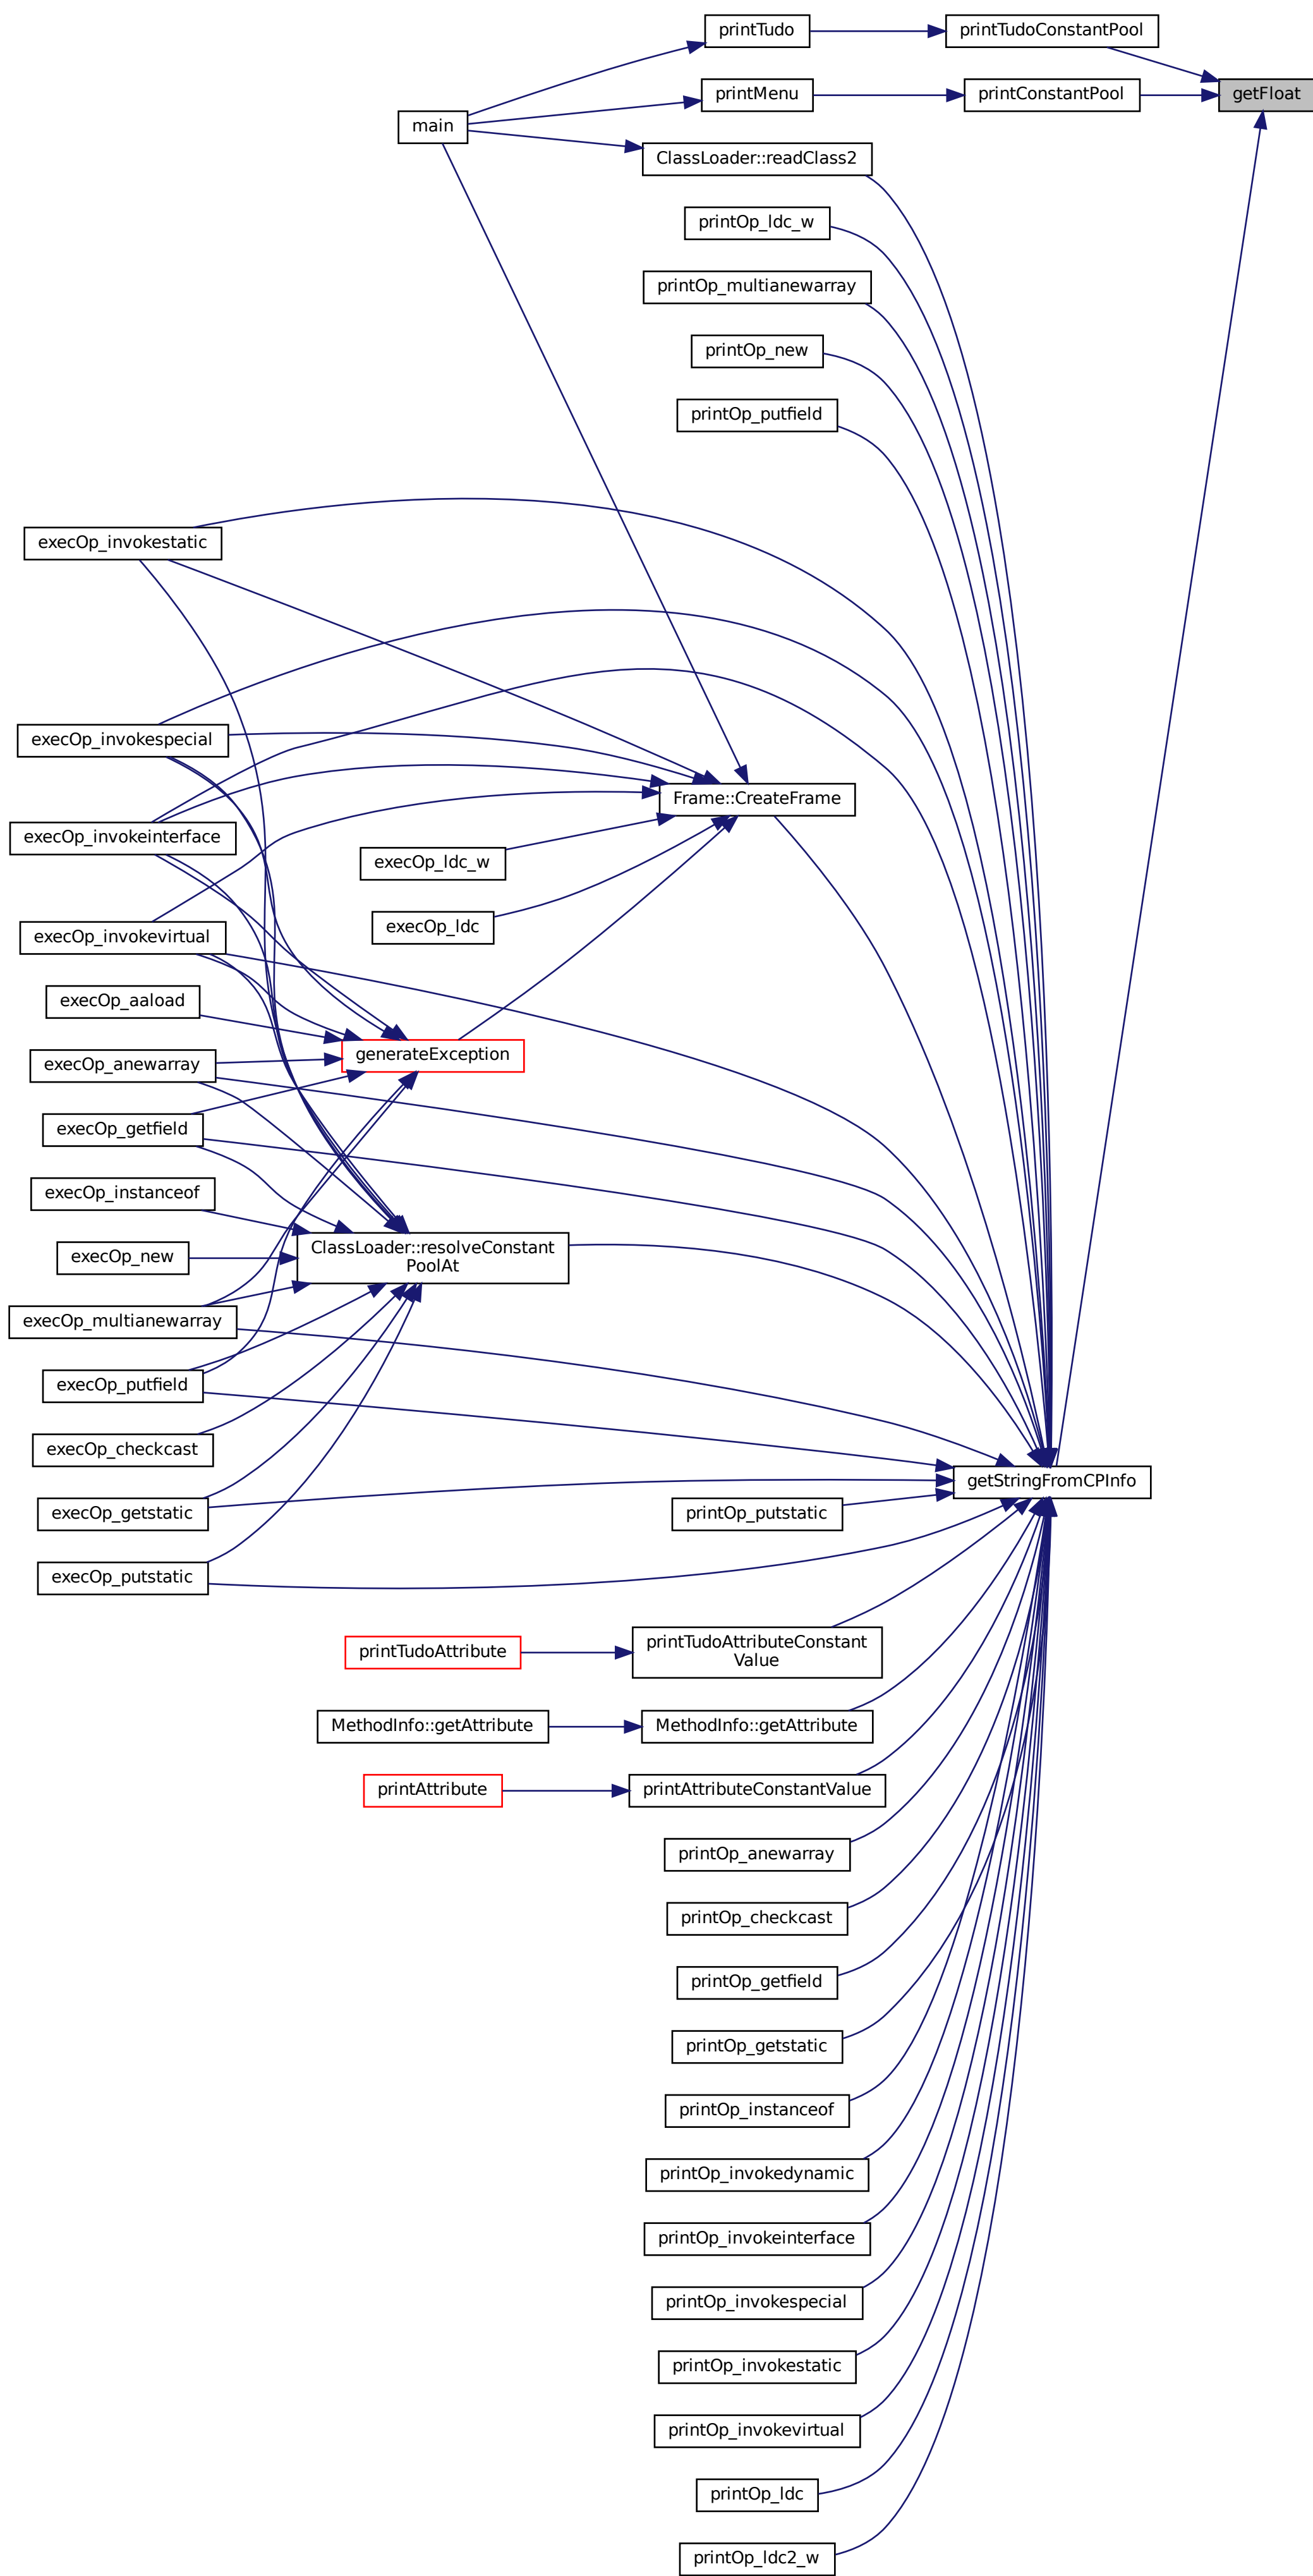 printTudo
printTudoConstantPool
printMenu
printConstantPool
getFloat
main
ClassLoader::readClass2
printOp_ldc_w
printOp_multianewarray
printOp_new
printOp_putfield
execOp_invokestatic
execOp_invokespecial
Frame::CreateFrame
execOp_invokeinterface
execOp_ldc_w
execOp_ldc
execOp_invokevirtual
execOp_aaload
generateException
execOp_anewarray
execOp_getfield
execOp_instanceof
ClassLoader::resolveConstant
PoolAt
execOp_new
execOp_multianewarray
execOp_putfield
execOp_checkcast
getStringFromCPInfo
execOp_getstatic
printOp_putstatic
execOp_putstatic
printTudoAttribute
printTudoAttributeConstant
Value
MethodInfo::getAttribute
MethodInfo::getAttribute
printAttribute
printAttributeConstantValue
printOp_anewarray
printOp_checkcast
printOp_getfield
printOp_getstatic
printOp_instanceof
printOp_invokedynamic
printOp_invokeinterface
printOp_invokespecial
printOp_invokestatic
printOp_invokevirtual
printOp_ldc
printOp_ldc2_w